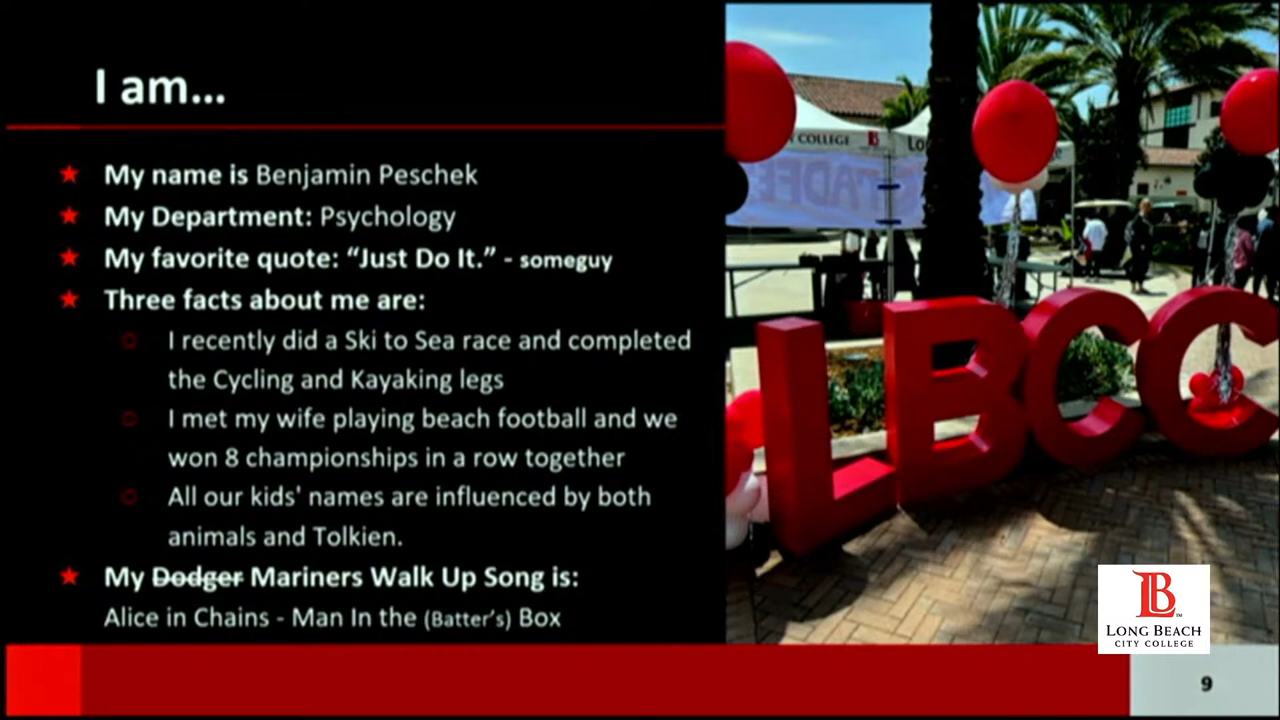 I am...
★ My name is Benjamin Peschek
★ My Department: Psychology
★ My favorite quote: “Just Do It.” - someguy
★ Three facts about me are:
○ I recently did a Ski to Sea race and completed
the Cycling and Kayaking legs
○ I met my wife playing beach football and we
won 8 championships in a row together
○ All our kids' names are influenced by both
animals and Tolkien.
★ My Dodger Mariners Walk Up Song is:
Alice in Chains - Man In the (Batter’s) Box
COLLEGE LB Lo
LBCC
LB™
LONG BEACH
CITY COLLEGE
9